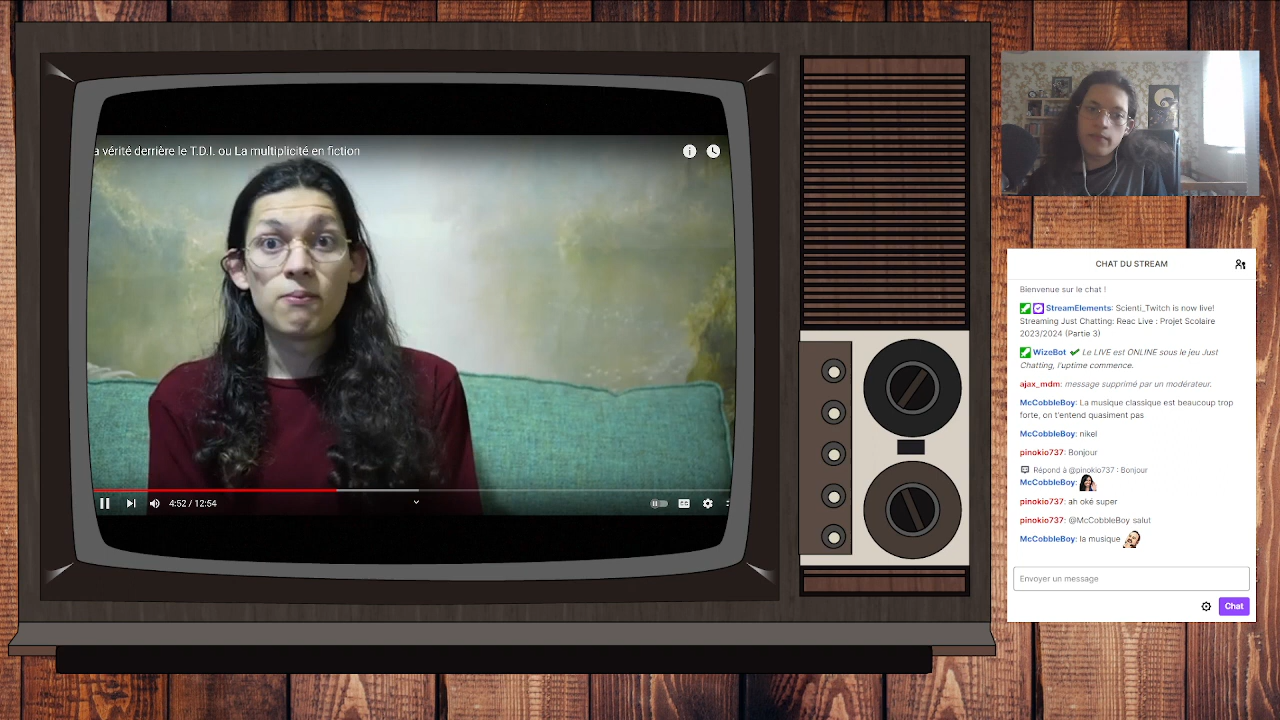 a vérité derrière le T.D.I. ou La multiplicité en fiction
4:52 / 12:54
CHAT DU STREAM
Bienvenue sur le chat !
StreamElements: Scienti_Twitch is now live!
Streaming Just Chatting: Reac Live : Projet Scolaire
2023/2024 (Partie 3)
WizeBot Le LIVE est ONLINE sous le jeu Just
Chatting, l'uptime commence.
ajax_mdm: message supprimé par un modérateur.
McCobbleBoy: La musique classique est beaucoup trop
forte, on t'entend quasiment pas
McCobbleBoy: nikel
pinokio737: Bonjour
Répond à @pinokio737 : Bonjour
McCobbleBoy:
pinokio737: ah oké super
pinokio737: @McCobbleBoy salut
McCobbleBoy: la musique
Envoyer un message
Chat